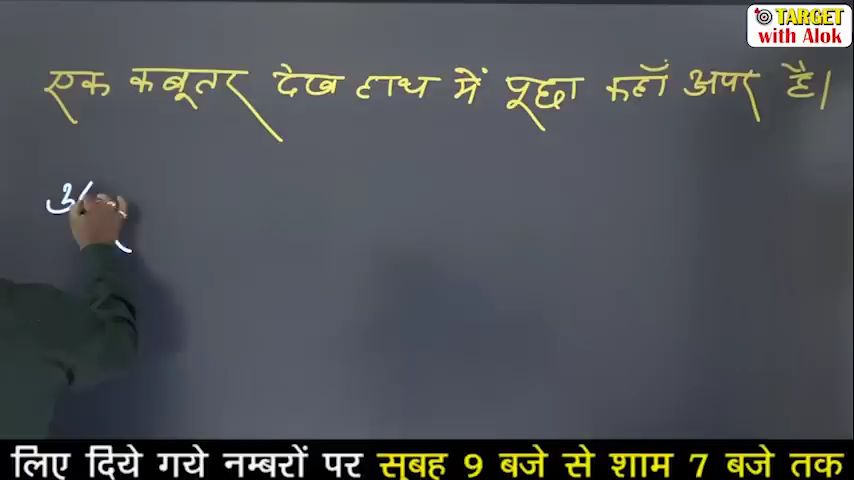 TARGET
with Alok
एक कबूतर देख हाथ में पूछा कहाँ अपर है।
लिए दिये गये नम्बरों पर सुबह 9 बजे से शाम 7 बजे तक